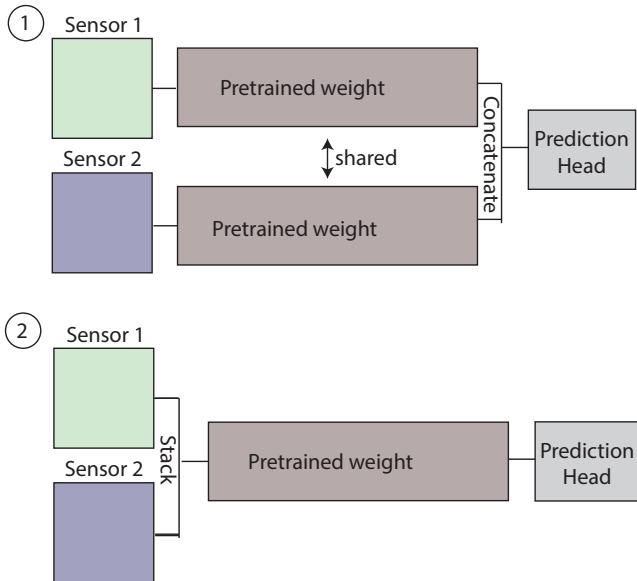 1
Sensor 1
Pretrained weight
shared
Sensor 2
Pretrained weight
Concatenate
Prediction
Head
2
Sensor 1
Sensor 2
Stack
Pretrained weight
Prediction
Head